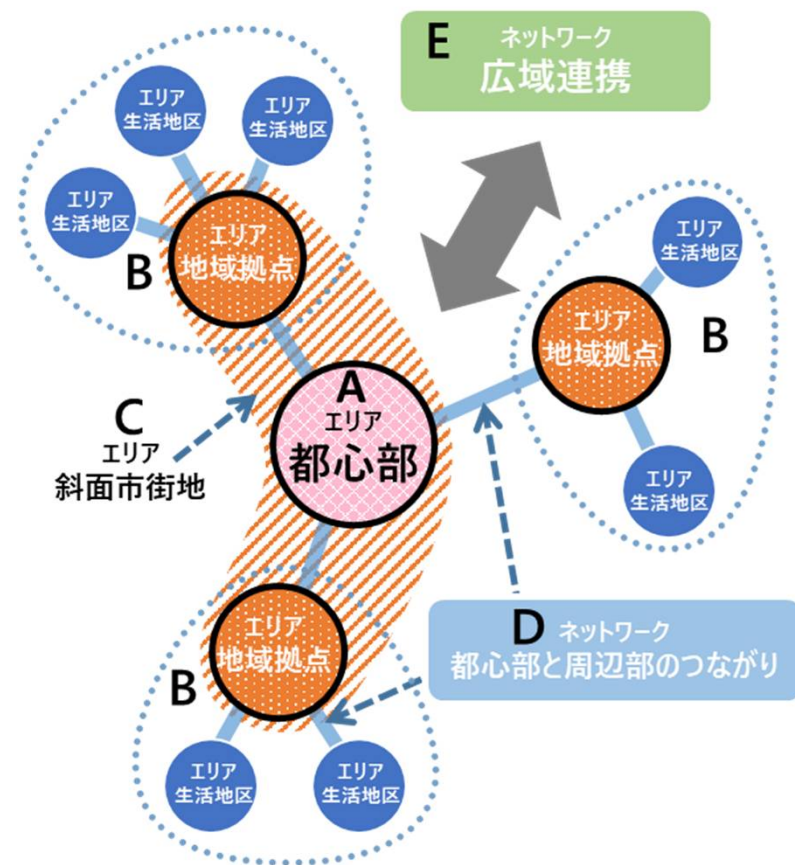 E ネットワーク
広域連携
エリア
生活地区
エリア
生活地区
エリア
生活地区
エリア
地域拠点
B
エリア
生活地区
エリア
地域拠点
B
エリア
生活地区
A
エリア
都心部
C
エリア
斜面市街地
D ネットワーク
都心部と周辺部のつながり
エリア
地域拠点
B
エリア
生活地区
エリア
生活地区